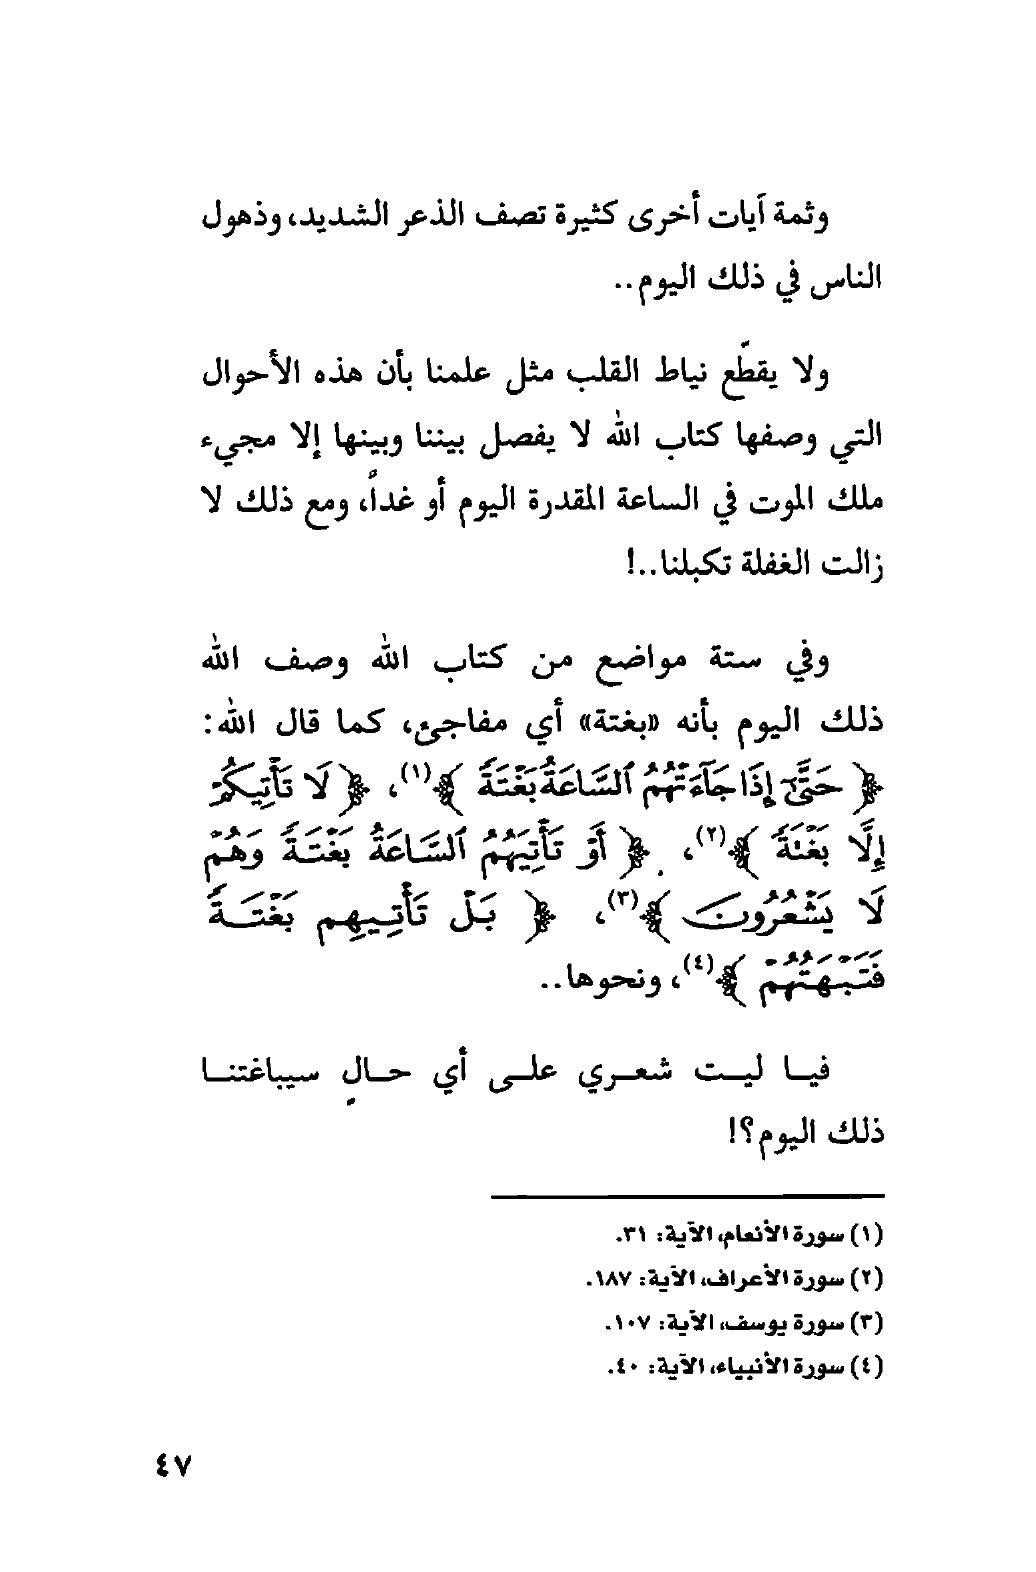 وثمة آيات أخرى كثيرة تصف الذعر الشديد، وذهول
الناس في ذلك اليوم..
ولا يقطّع نياط القلب مثل علمنا بأن هذه الأحوال
التي وصفها كتاب الله لا يفصل بيننا وبينها إلا مجيء
ملك الموت في الساعة المقدرة اليوم أو غداً، ومع ذلك لا
زالت الغفلة تكبلنا..!
وفي ستة مواضع من كتاب الله وصف الله
ذلك اليوم بأنه «بغتة» أي مفاجئ، كما قال الله:
﴿ حَتَّىٰٓ إِذَا جَآءَتْهُمُ ٱلسَّاعَةُ بَغْتَةً ﴾(١)، ﴿ لَا تَأْتِيكُمْ
إِلَّا بَغْتَةً ﴾(٢)، ﴿ أَوْ تَأْتِيَهُمُ ٱلسَّاعَةُ بَغْتَةً وَهُمْ
لَا يَشْعُرُونَ ﴾(٣)، ﴿ بَلْ تَأْتِيهِم بَغْتَةً
فَتَبْهَتُهُمْ ﴾(٤)، ونحوها..
فيا ليت شعري على أي حالٍ سيباغتنا
ذلك اليوم؟!
(١) سورة الأنعام، الآية: ٣١.
(٢) سورة الأعراف، الآية: ١٨٧.
(٣) سورة يوسف، الآية: ١٠٧.
(٤) سورة الأنبياء، الآية: ٤٠.
٤٧